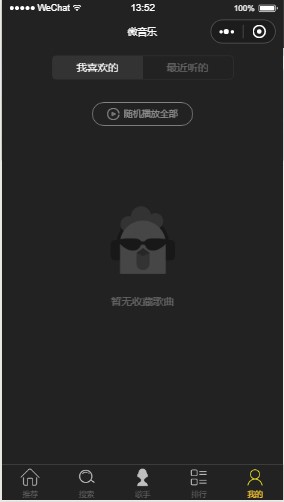 ●●●●● WeChat 13:52 100%
微音乐
我喜欢的 最近听的
随机播放全部
暂无收藏歌曲
推荐 搜索 歌手 排行 我的